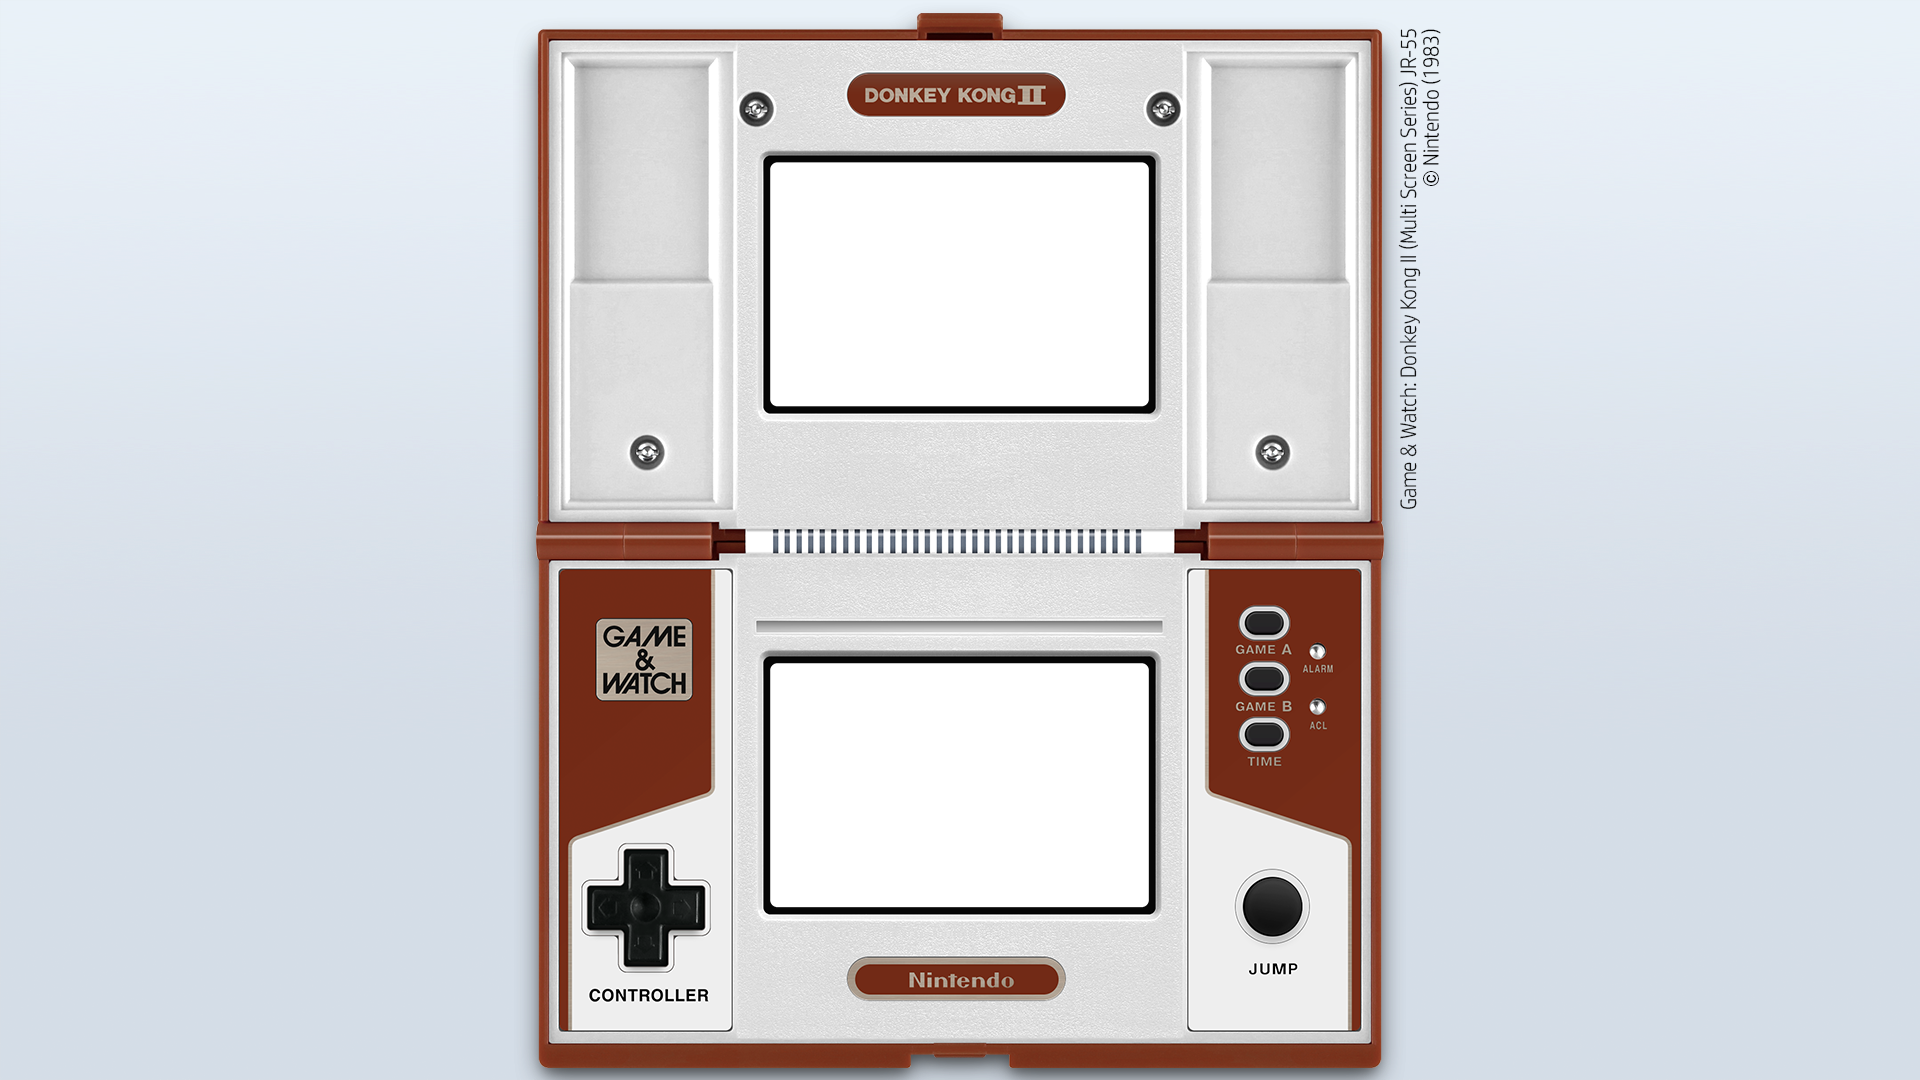 DONKEY KONG II
Game & Watch: Donkey Kong II (Multi Screen Series) JR-55
© Nintendo (1983)
GAME
&
WATCH
GAME A
ALARM
GAME B
ACL
TIME
CONTROLLER
JUMP
Nintendo